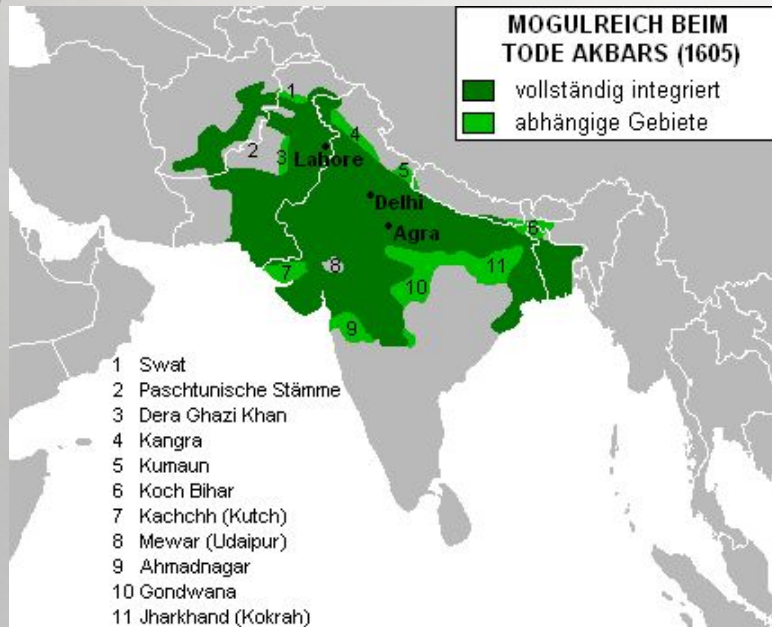 MOGULREICH BEIM
TODE AKBARS (1605)
vollständig integriert
abhängige Gebiete
1
2
3
Lahore
4
5
Delhi
Agra
6
7
8
9
10
11
1 Swat
2 Paschtunische Stämme
3 Dera Ghazi Khan
4 Kangra
5 Kumaun
6 Koch Bihar
7 Kachchh (Kutch)
8 Mewar (Udaipur)
9 Ahmadnagar
10 Gondwana
11 Jharkhand (Kokrah)